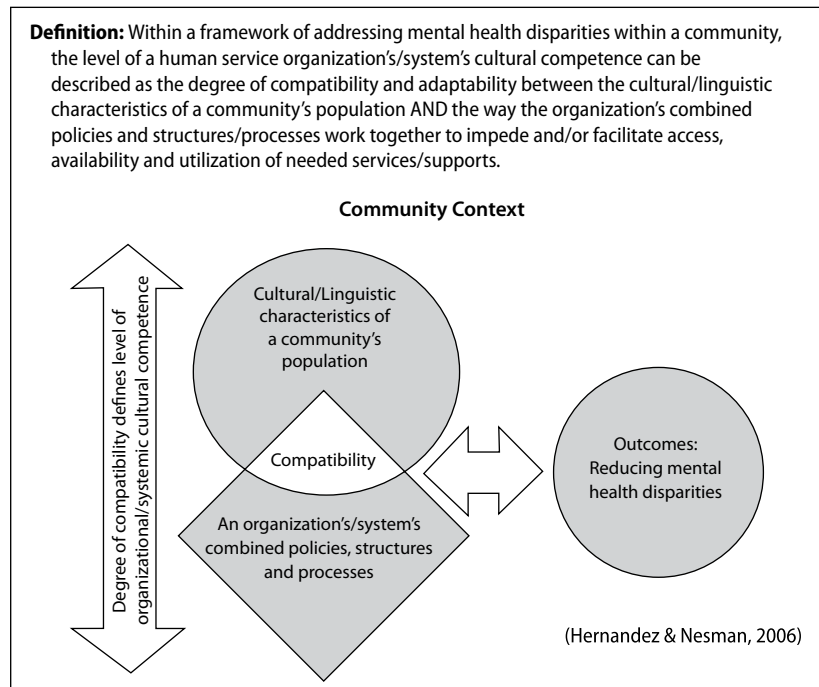 Definition: Within a framework of addressing mental health disparities within a community,
the level of a human service organization's/system's cultural competence can be
described as the degree of compatibility and adaptability between the cultural/linguistic
characteristics of a community's population AND the way the organization's combined
policies and structures/processes work together to impede and/or facilitate access,
availability and utilization of needed services/supports.
Community Context
Degree of compatibility defines level of
organizational/systemic cultural competence
Cultural/Linguistic
characteristics of
a community's
population
Compatibility
An organization's/system's
combined policies, structures
and processes
Outcomes:
Reducing mental
health disparities
(Hernandez & Nesman, 2006)